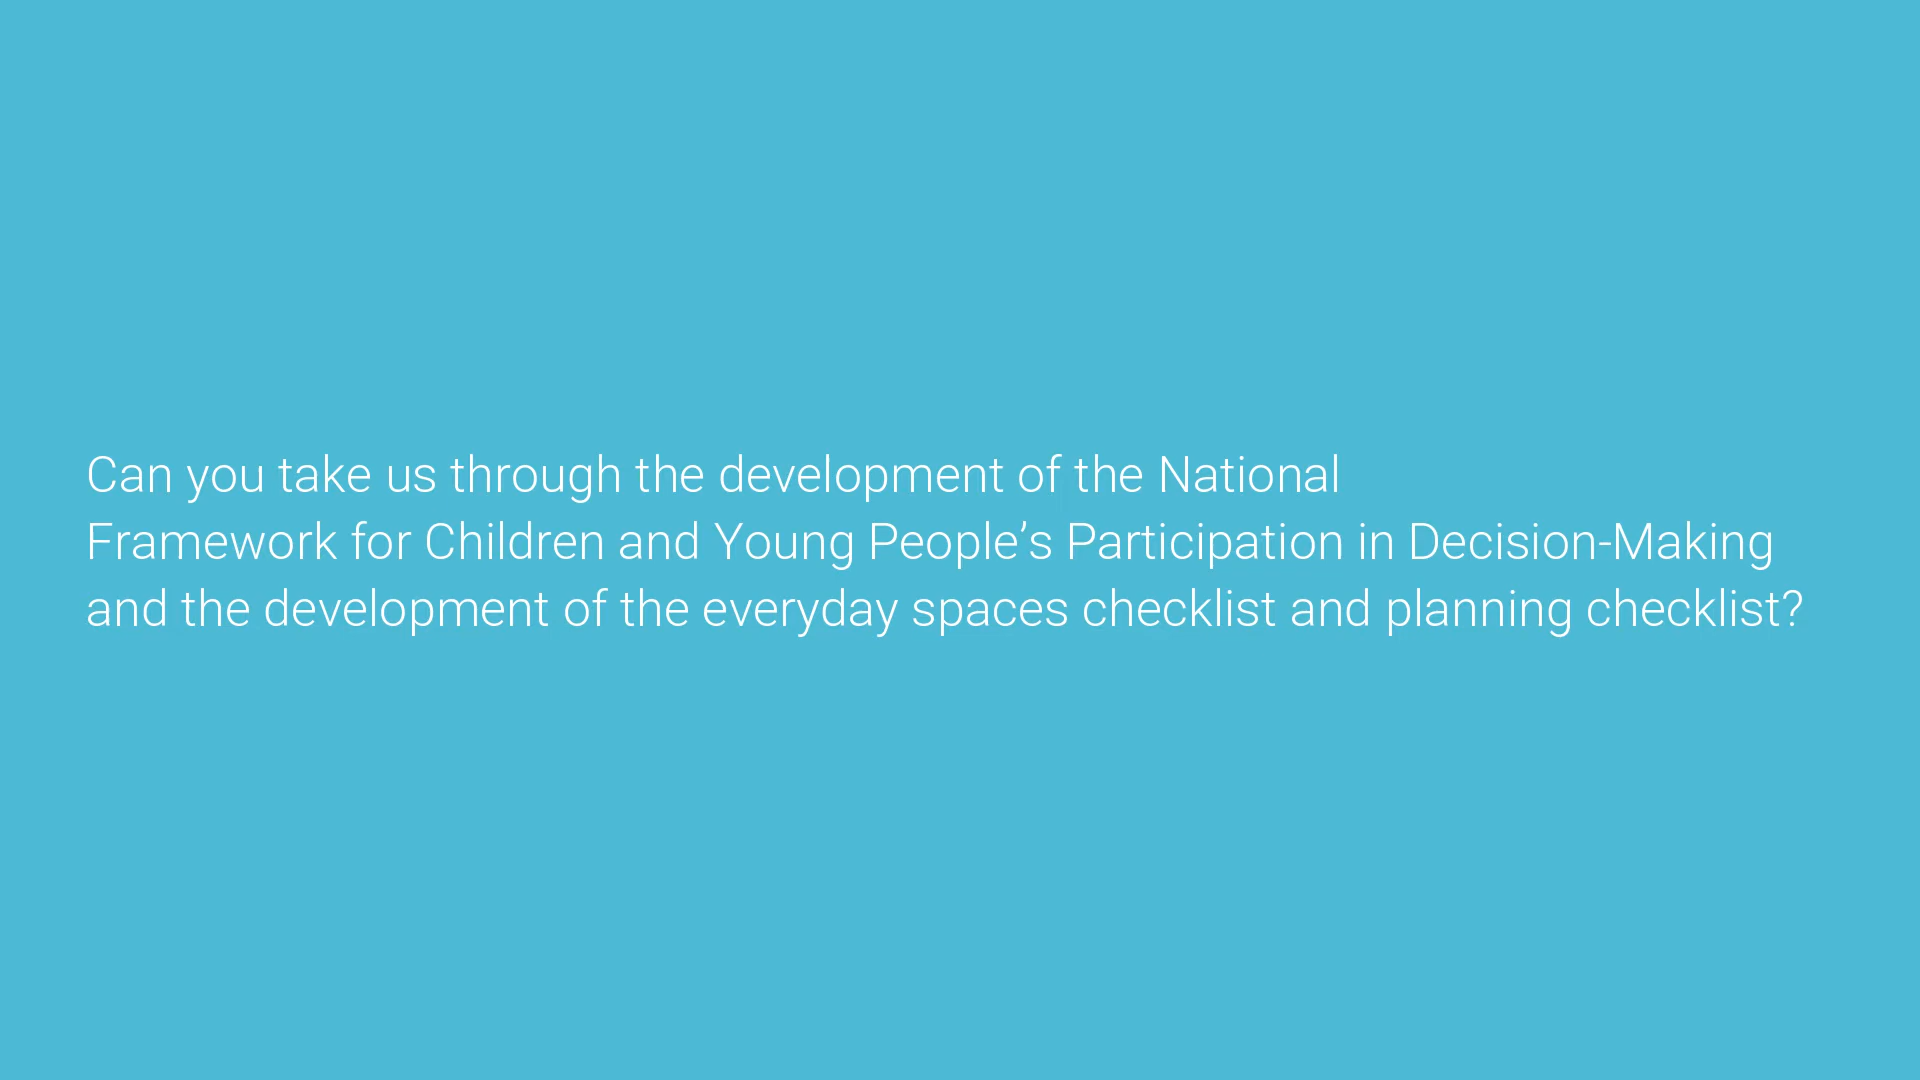 Can you take us through the development of the National
Framework for Children and Young People’s Participation in Decision-Making
and the development of the everyday spaces checklist and planning checklist?